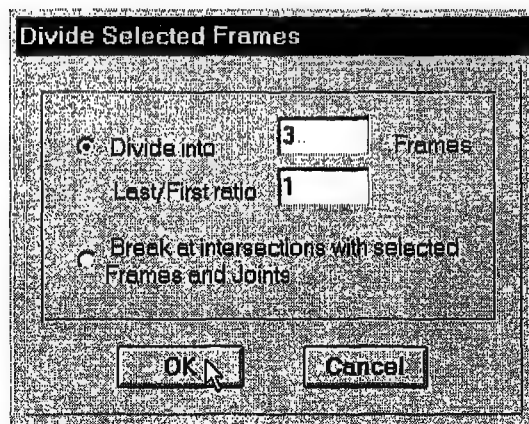 Divide Selected Frames
Divide into 3 Frames
Last/First ratio 1
Break at intersections with selected
Frames and Joints
OK Cancel